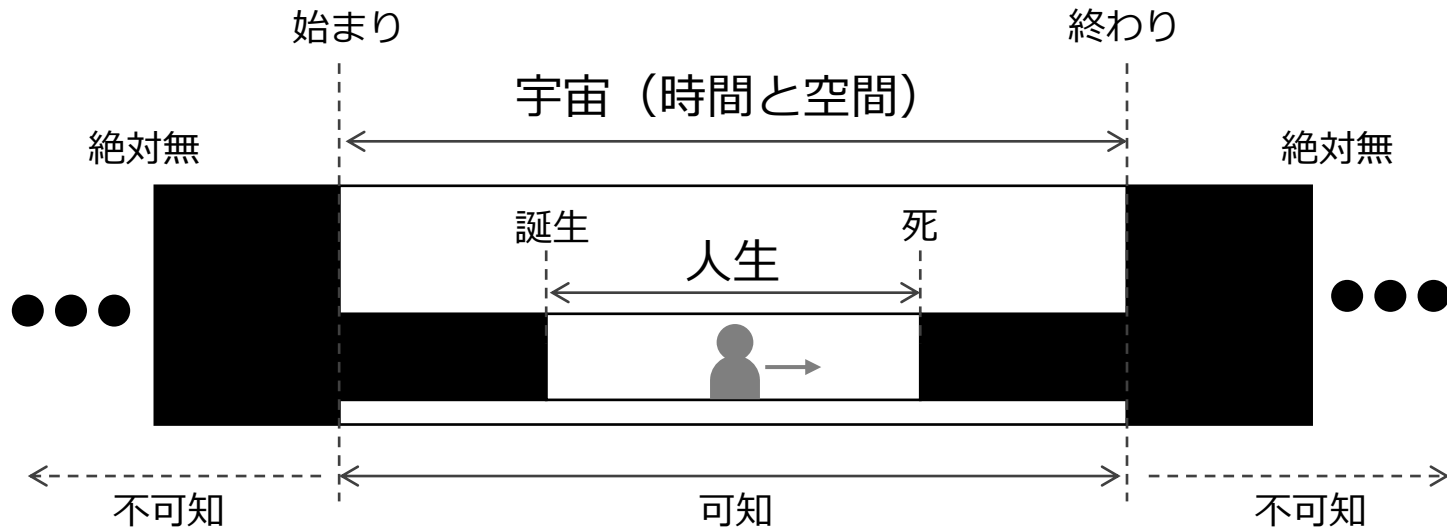 始まり
終わり
宇宙（時間と空間）
絶対無
絶対無
誕生
死
人生
不可知
可知
不可知